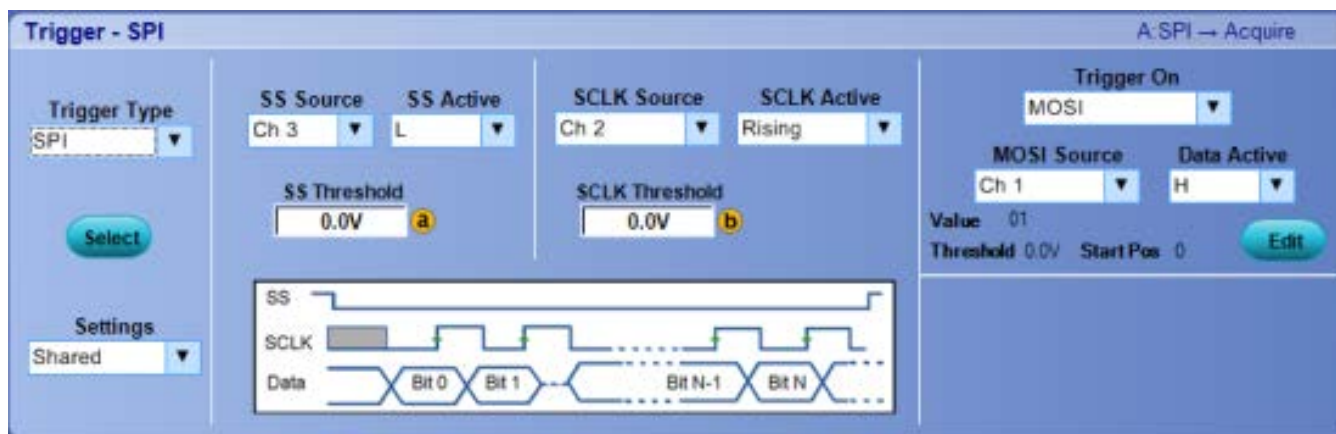 Trigger - SPI
A:SPI → Acquire
Trigger Type
SPI
Select
Settings
Shared
SS Source SS Active
Ch 3 L
SS Threshold
0.0V a
SCLK Source SCLK Active
Ch 2 Rising
SCLK Threshold
0.0V b
SS
SCLK
Data Bit 0 Bit 1 Bit N-1 Bit N
Trigger On
MOSI
MOSI Source Data Active
Ch 1 H
Value 01
Threshold 0.0V Start Pos 0
Edit